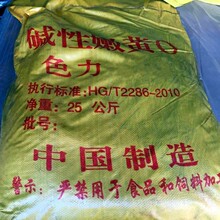 碱性嫩黄O
色力
执行标准:HG/T2286-2010
净重:25 公斤
批号:
中国制造
警示:严禁用于食品和饲料加